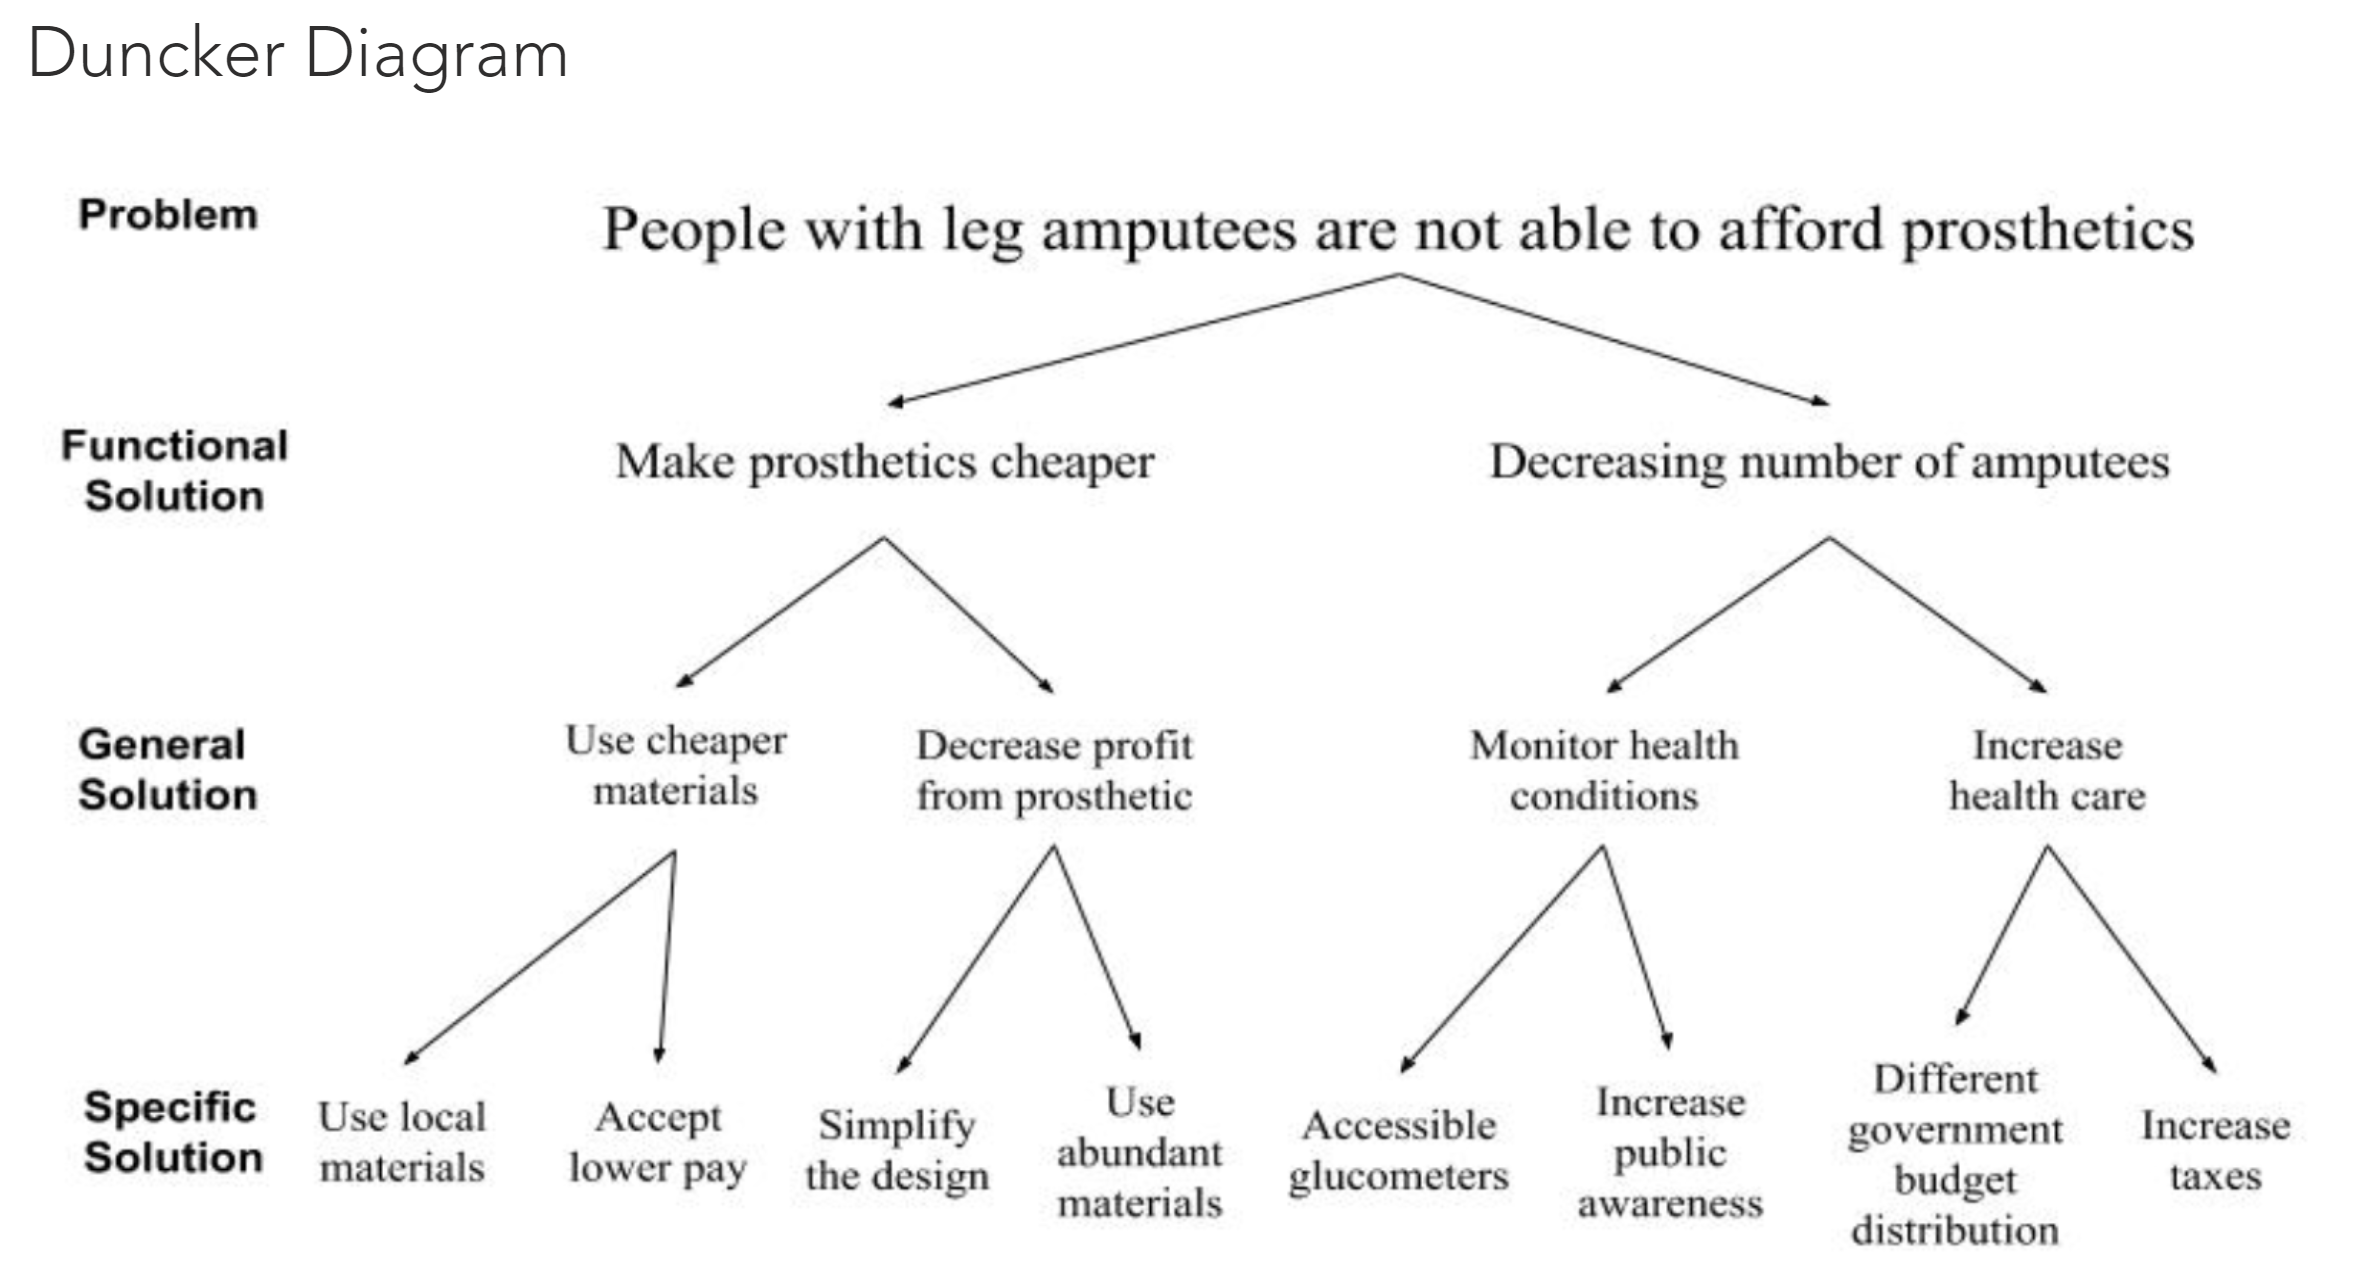 Duncker Diagram
Problem
People with leg amputees are not able to afford prosthetics
Functional
Solution
Make prosthetics cheaper
Decreasing number of amputees
General
Solution
Use cheaper
materials
Decrease profit
from prosthetic
Monitor health
conditions
Increase
health care
Specific
Solution
Use local
materials
Accept
lower pay
Simplify
the design
Use
abundant
materials
Accessible
glucometers
Increase
public
awareness
Different
government
budget
distribution
Increase
taxes